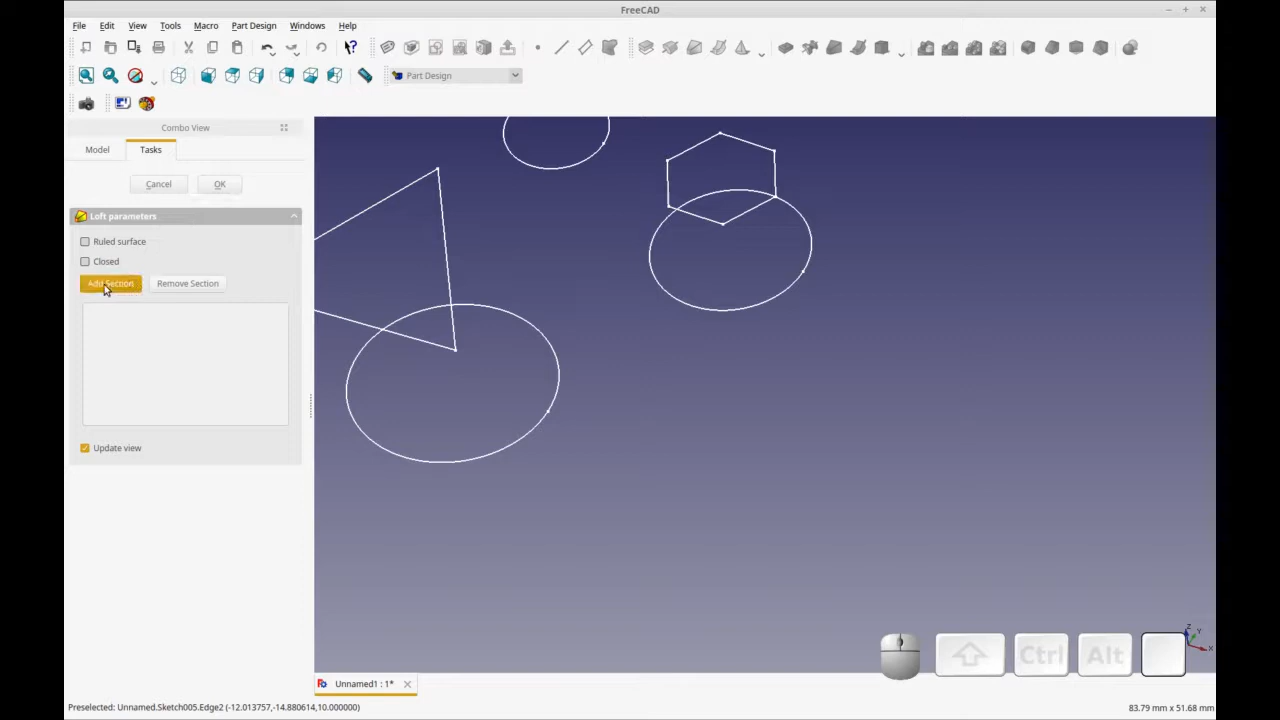 FreeCAD
File Edit View Tools Macro Part Design Windows Help
Part Design
Combo View
Model Tasks
Cancel OK
Loft parameters
Ruled surface
Closed
Add Section Remove Section
Update view
Ctrl Alt
Z Y X
Unnamed1 : 1*
Preselected: Unnamed.Sketch005.Edge2 (-12.013757,-14.880614,10.000000) 83.79 mm x 51.68 mm